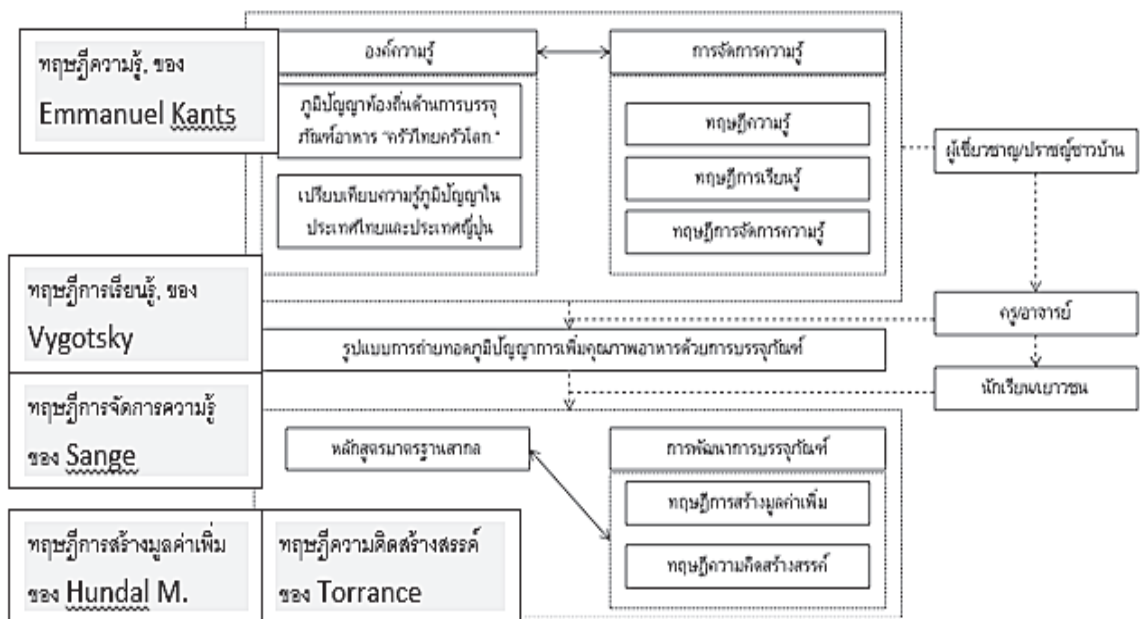 ทฤษฎีความรู้, ของ
Emmanuel Kants
องค์ความรู้
การจัดการความรู้
ภูมิปัญญาท้องถิ่นด้านการบรรจุ
ภัณฑ์อาหาร "ครัวไทยครัวโลก"
เปรียบเทียบความรู้ภูมิปัญญาใน
ประเทศไทยและประเทศญี่ปุ่น
ทฤษฎีความรู้
ทฤษฎีการเรียนรู้
ทฤษฎีการจัดการความรู้
ผู้เชี่ยวชาญ/ปราชญ์ชาวบ้าน
ทฤษฎีการเรียนรู้, ของ
Vygotsky
ครู/อาจารย์
รูปแบบการถ่ายทอดภูมิปัญญาการเพิ่มคุณภาพอาหารด้วยการบรรจุภัณฑ์
นักเรียน/เยาวชน
ทฤษฎีการจัดการความรู้
ของ Sange
หลักสูตรมาตรฐานสากล
การพัฒนาการบรรจุภัณฑ์
ทฤษฎีการสร้างมูลค่าเพิ่ม
ทฤษฎีความคิดสร้างสรรค์
ทฤษฎีการสร้างมูลค่าเพิ่ม
ของ Hundal M.
ทฤษฎีความคิดสร้างสรรค์
ของ Torrance